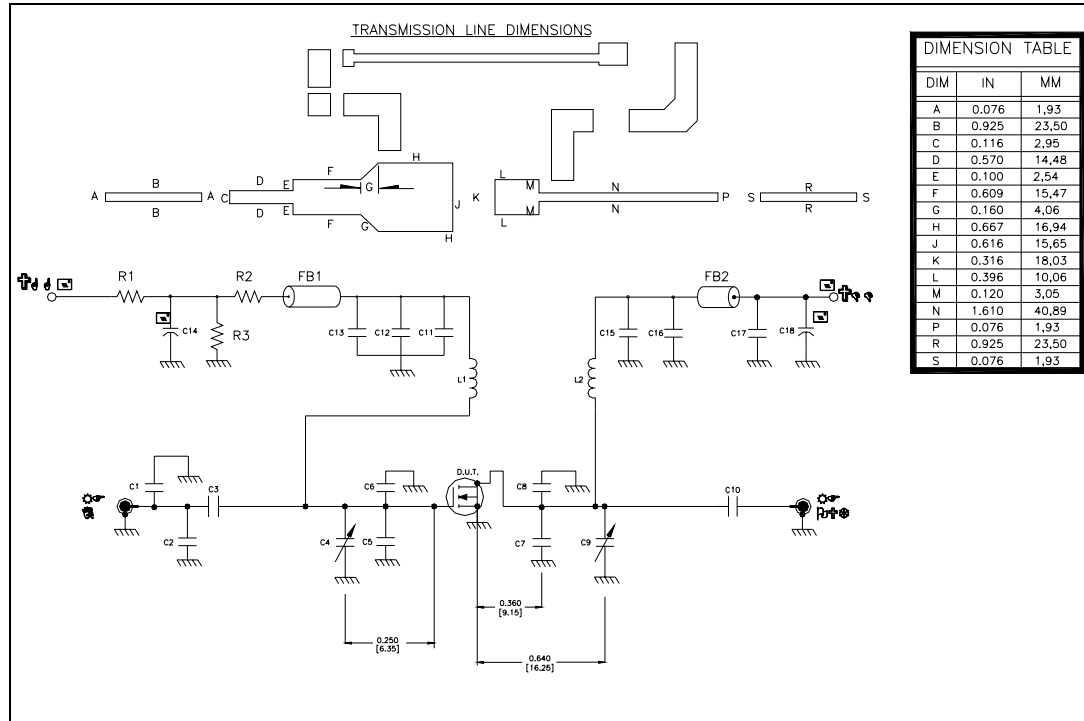 TRANSMISSION LINE DIMENSIONS
DIMENSION TABLE
DIM IN MM
A 0.076 1,93
B 0.925 23,50
C 0.116 2,95
D 0.570 14,48
E 0.100 2,54
F 0.609 15,47
G 0.160 4,06
H 0.667 16,94
J 0.616 15,65
K 0.316 18,03
L 0.396 10,06
M 0.120 3,05
N 1.610 40,89
P 0.076 1,93
R 0.925 23,50
S 0.076 1,93
H
B D F L N R
E G M
A A C J K P S S
E M
B D F G H L N R
R1 R2 FB1 FB2
C14 R3 C13 C12 C11 C15 C16 C17 C18
L1 L2
D.U.T.
C1 C3 C6 C8 C10
C2 C4 C5 C7 C9
0.360
[9.15]
0.250
[6.35]
0.640
[16.25]